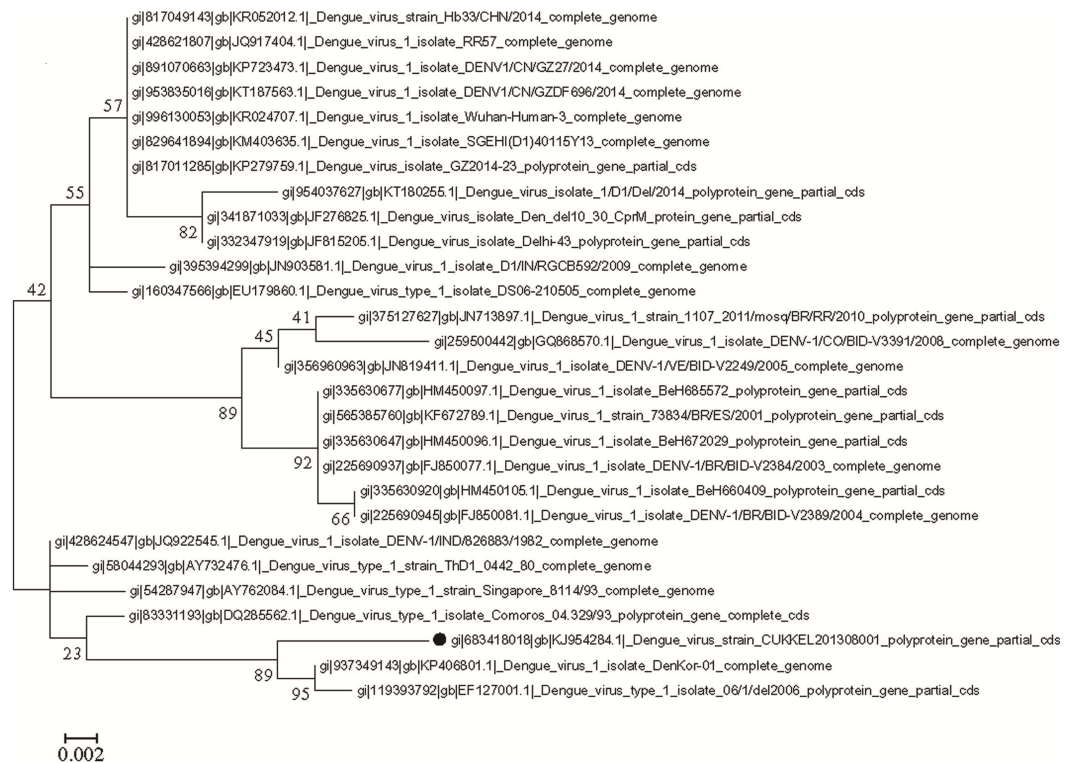 gi|817049143|gb|KR052012.1|_Dengue_virus_strain_Hb33/CHN/2014_complete_genome
gi|428621807|gb|JQ917404.1|_Dengue_virus_1_isolate_RR57_complete_genome
gi|891070663|gb|KP723473.1|_Dengue_virus_1_isolate_DENV1/CN/GZ27/2014_complete_genome
gi|953835016|gb|KT187563.1|_Dengue_virus_1_isolate_DENV1/CN/GZDF696/2014_complete_genome
57
gi|996130053|gb|KR024707.1|_Dengue_virus_1_isolate_Wuhan-Human-3_complete_genome
gi|829641894|gb|KM403635.1|_Dengue_virus_1_isolate_SGEHI(D1)40115Y13_complete_genome
gi|817011285|gb|KP279759.1|_Dengue_virus_isolate_GZ2014-23_polyprotein_gene_partial_cds
55
gi|954037627|gb|KT180255.1|_Dengue_virus_isolate_1/D1/Del/2014_polyprotein_gene_partial_cds
gi|341871033|gb|JF276825.1|_Dengue_virus_isolate_Den_del10_30_CprM_protein_gene_partial_cds
82
gi|332347919|gb|JF815205.1|_Dengue_virus_isolate_Delhi-43_polyprotein_gene_partial_cds
gi|395394299|gb|JN903581.1|_Dengue_virus_1_isolate_D1/IN/RGCB592/2009_complete_genome
42
gi|160347566|gb|EU179860.1|_Dengue_virus_type_1_isolate_DS06-210505_complete_genome
41
gi|375127627|gb|JN713897.1|_Dengue_virus_1_strain_1107_2011/mosq/BR/RR/2010_polyprotein_gene_partial_cds
45
gi|259500442|gb|GQ868570.1|_Dengue_virus_1_isolate_DENV-1/CO/BID-V3391/2008_complete_genome
gi|356960963|gb|JN819411.1|_Dengue_virus_1_isolate_DENV-1/VE/BID-V2249/2005_complete_genome
gi|335630677|gb|HM450097.1|_Dengue_virus_1_isolate_BeH685572_polyprotein_gene_partial_cds
89
gi|565385760|gb|KF672789.1|_Dengue_virus_1_strain_73834/BR/ES/2001_polyprotein_gene_partial_cds
gi|335630647|gb|HM450096.1|_Dengue_virus_1_isolate_BeH672029_polyprotein_gene_partial_cds
92
gi|225690937|gb|FJ850077.1|_Dengue_virus_1_isolate_DENV-1/BR/BID-V2384/2003_complete_genome
gi|335630920|gb|HM450105.1|_Dengue_virus_1_isolate_BeH660409_polyprotein_gene_partial_cds
66
gi|225690945|gb|FJ850081.1|_Dengue_virus_1_isolate_DENV-1/BR/BID-V2389/2004_complete_genome
gi|428624547|gb|JQ922545.1|_Dengue_virus_1_isolate_DENV-1/IND/826883/1982_complete_genome
gi|58044293|gb|AY732476.1|_Dengue_virus_type_1_strain_ThD1_0442_80_complete_genome
gi|54287947|gb|AY762084.1|_Dengue_virus_type_1_strain_Singapore_8114/93_complete_genome
gi|83331193|gb|DQ285562.1|_Dengue_virus_type_1_isolate_Comoros_04.329/93_polyprotein_gene_complete_cds
gi|683418018|gb|KJ954284.1|_Dengue_virus_strain_CUKKEL201308001_polyprotein_gene_partial_cds
23
gi|937349143|gb|KP406801.1|_Dengue_virus_1_isolate_DenKor-01_complete_genome
89
gi|119393792|gb|EF127001.1|_Dengue_virus_type_1_isolate_06/1/del2006_polyprotein_gene_partial_cds
95
0.002